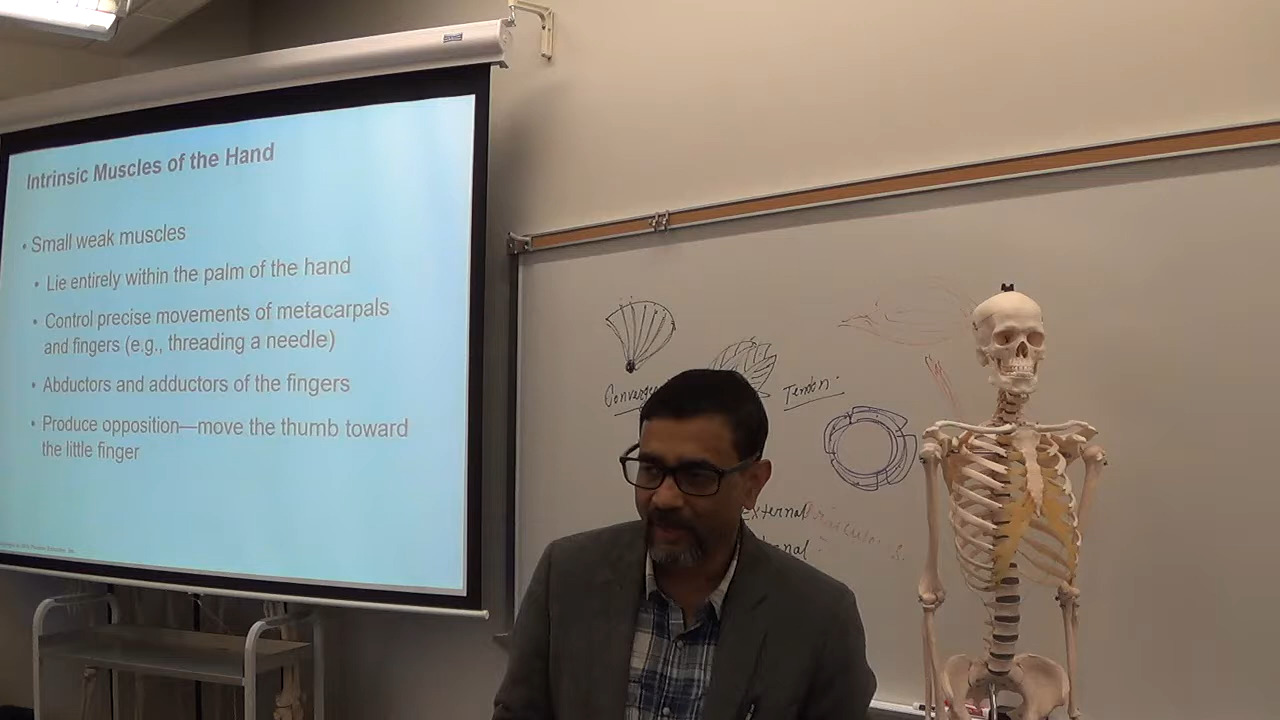 Intrinsic Muscles of the Hand
• Small weak muscles
• Lie entirely within the palm of the hand
• Control precise movements of metacarpals
and fingers (e.g., threading a needle)
• Abductors and adductors of the fingers
• Produce opposition—move the thumb toward
the little finger
Tendon
External